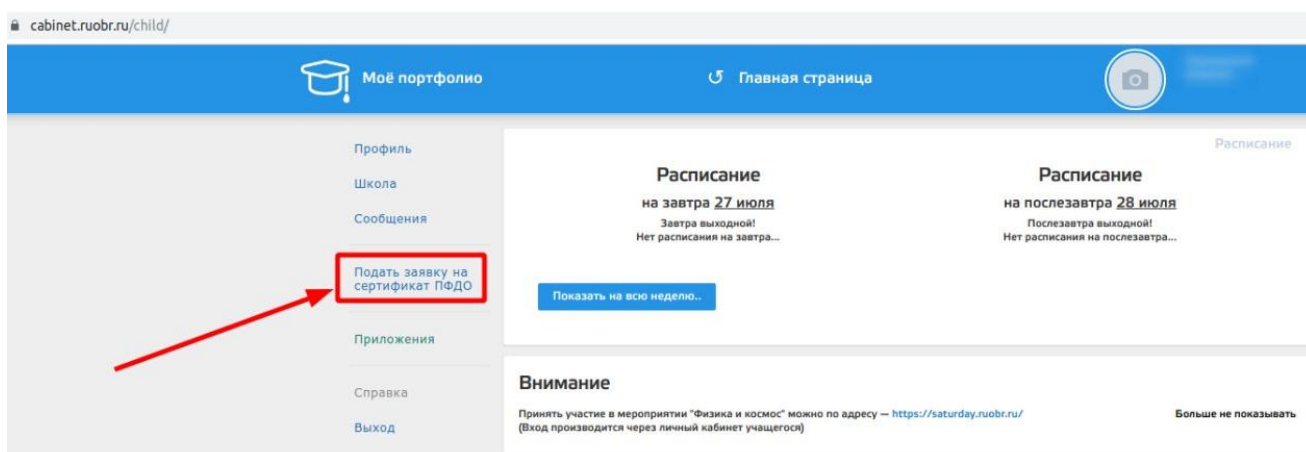 cabinet.ruobr.ru/child/
Моё портфолио
Главная страница
Профиль
Школа
Сообщения
Подать заявку на
сертификат ПФДО
Приложения
Справка
Выход
Расписание
Расписание
на завтра 27 июля
Завтра выходной!
Нет расписания на завтра...
Расписание
на послезавтра 28 июля
Послезавтра выходной!
Нет расписания на послезавтра...
Показать на всю неделю..
Внимание
Принять участие в мероприятии "Физика и космос" можно по адресу — https://saturday.ruobr.ru/
(Вход производится через личный кабинет учащегося)
Больше не показывать